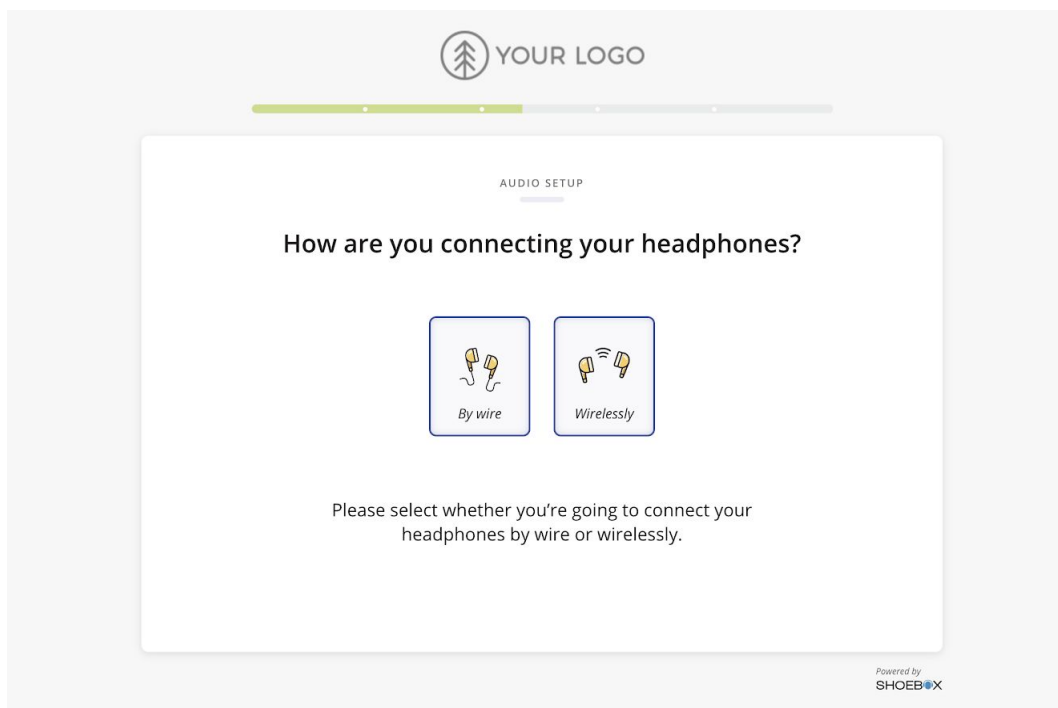 YOUR LOGO
AUDIO SETUP
How are you connecting your headphones?
By wire
Wirelessly
Please select whether you’re going to connect your
headphones by wire or wirelessly.
Powered by
SHOEBOX